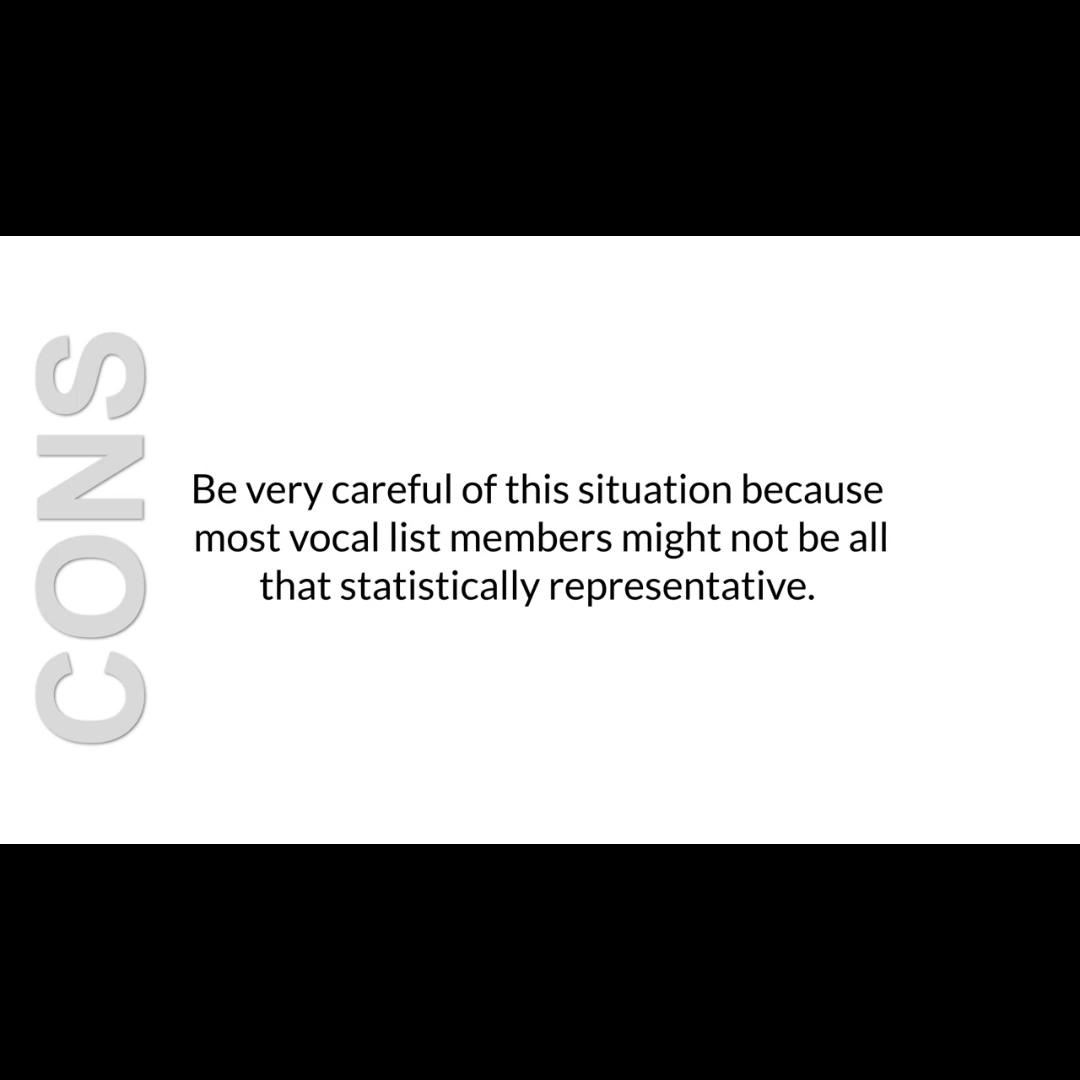 CONS
Be very careful of this situation because
most vocal list members might not be all
that statistically representative.